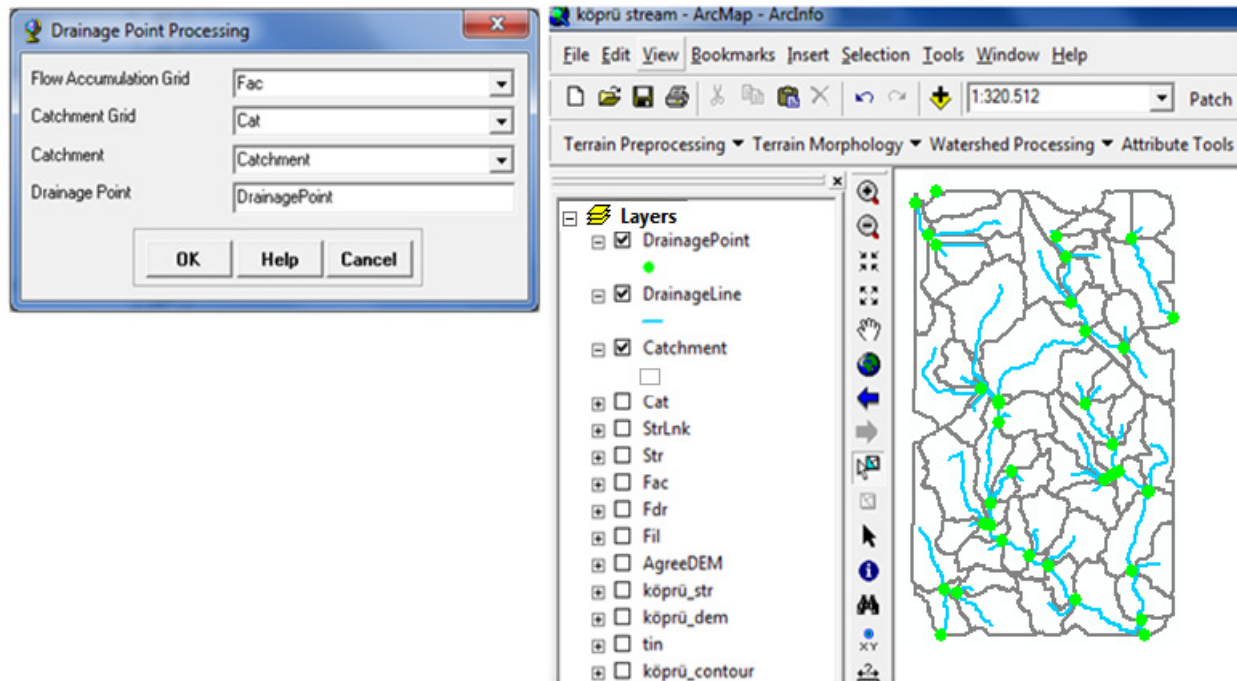 Drainage Point Processing
Flow Accumulation Grid Fac
Catchment Grid Cat
Catchment Catchment
Drainage Point DrainagePoint
OK Help Cancel
köprü stream - ArcMap - ArcInfo
File Edit View Bookmarks Insert Selection Tools Window Help
1:320.512 Patch
Terrain Preprocessing Terrain Morphology Watershed Processing Attribute Tools
Layers
DrainagePoint
DrainageLine
Catchment
Cat
StrLnk
Str
Fac
Fdr
Fil
AgreeDEM
köprü_str
köprü_dem
tin
köprü_contour
XY